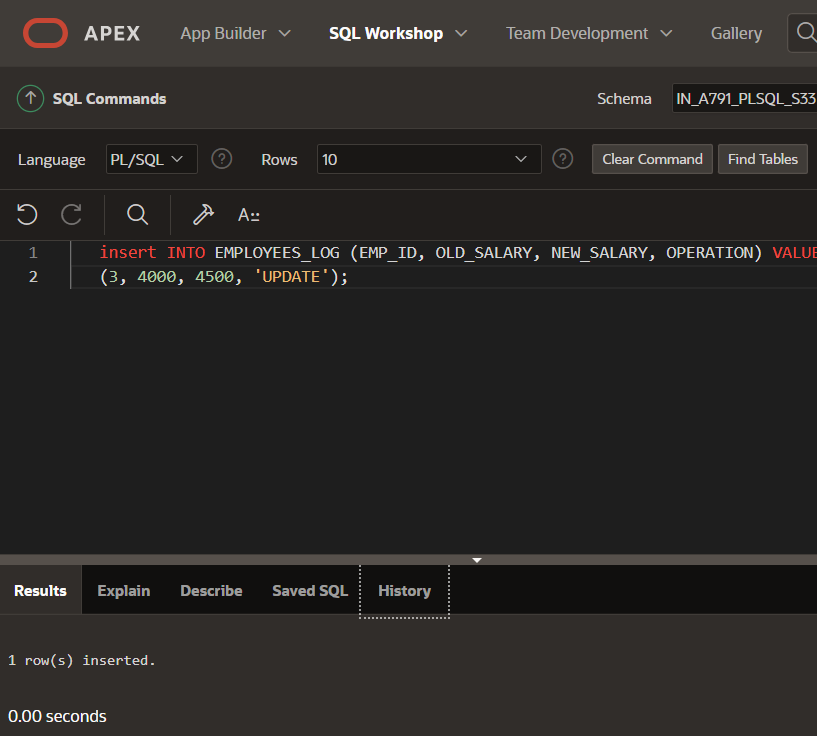 APEX App Builder SQL Workshop Team Development Gallery
SQL Commands Schema IN_A791_PLSQL_S33
Language PL/SQL Rows 10 Clear Command Find Tables
A::
1 insert INTO EMPLOYEES_LOG (EMP_ID, OLD_SALARY, NEW_SALARY, OPERATION) VALUE
2 (3, 4000, 4500, 'UPDATE');
Results Explain Describe Saved SQL History
1 row(s) inserted.
0.00 seconds